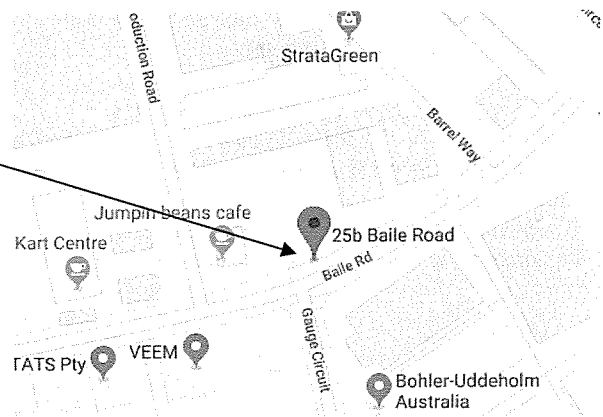 oduction Road
StrataGreen
Barrel Way
Jumpin beans cafe
Kart Centre
25b Baile Road
Baile Rd
Gauge Circuit
TATS Pty
VEEM
Bohler-Uddeholm
Australia